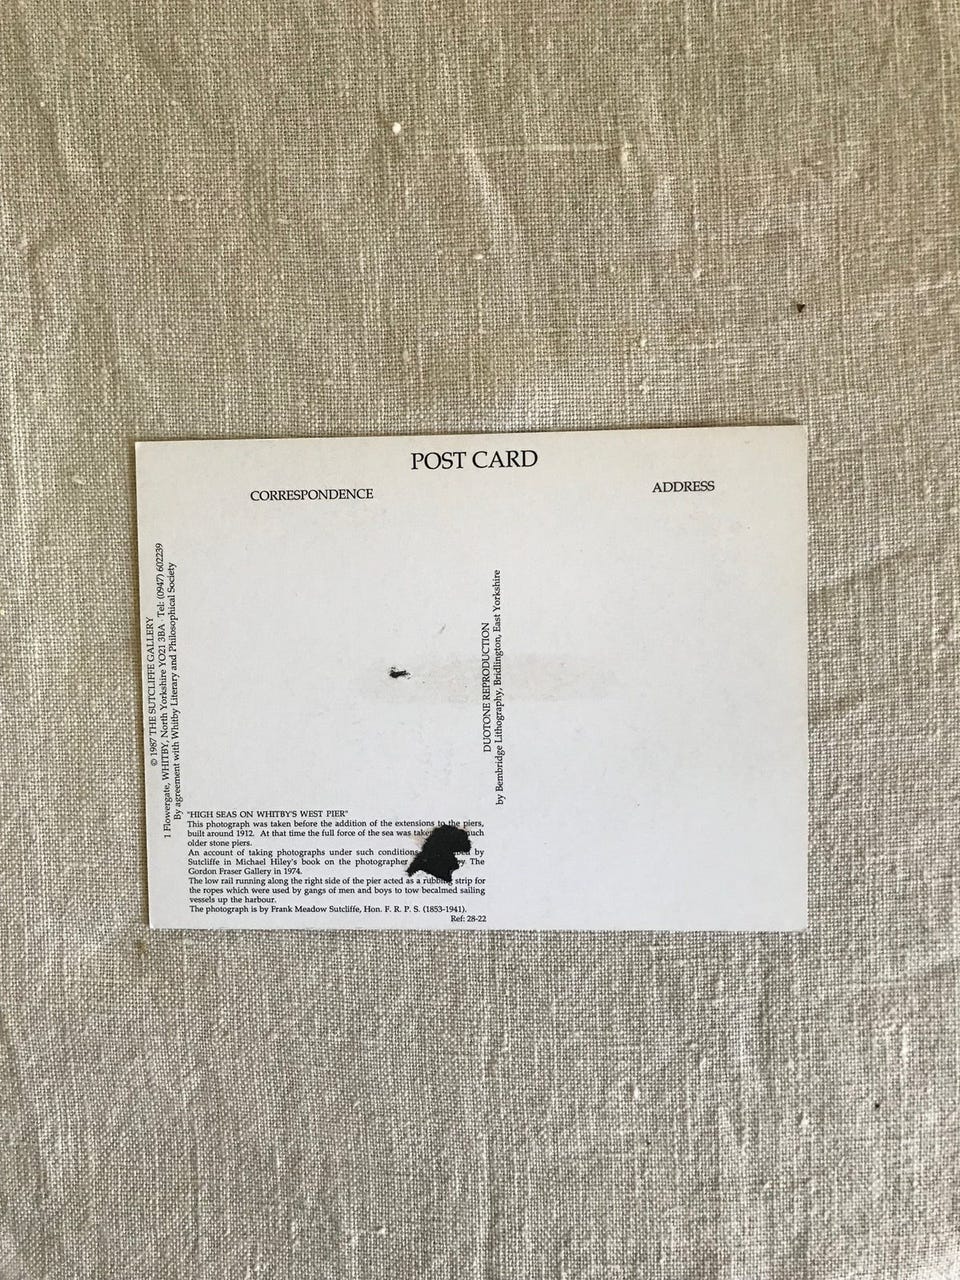 POST CARD
CORRESPONDENCE
ADDRESS
© 1987 THE SUTCLIFFE GALLERY
1 Flowergate, WHITBY, North Yorkshire YO21 3BA Tel: (0947) 602239
By agreement with Whitby Literary and Philosophical Society
DUOTONE REPRODUCTION
by Bembridge Lithography, Bridlington, East Yorkshire
"HIGH SEAS ON WHITBY'S WEST PIER"
This photograph was taken before the addition of the extensions to the piers,
built around 1912. At that time the full force of the sea was much
older stone piers.
An account of taking photographs under such conditions by
Sutcliffe in Michael Hiley's book on the photographer by The
Gordon Fraser Gallery in 1974.
The low rail running along the right side of the pier acted as a rubbing strip for
the ropes which were used by gangs of men and boys to tow becalmed sailing
vessels up the harbour.
The photograph is by Frank Meadow Sutcliffe, Hon. F. R. P. S. (1853-1941).
Ref: 28-22